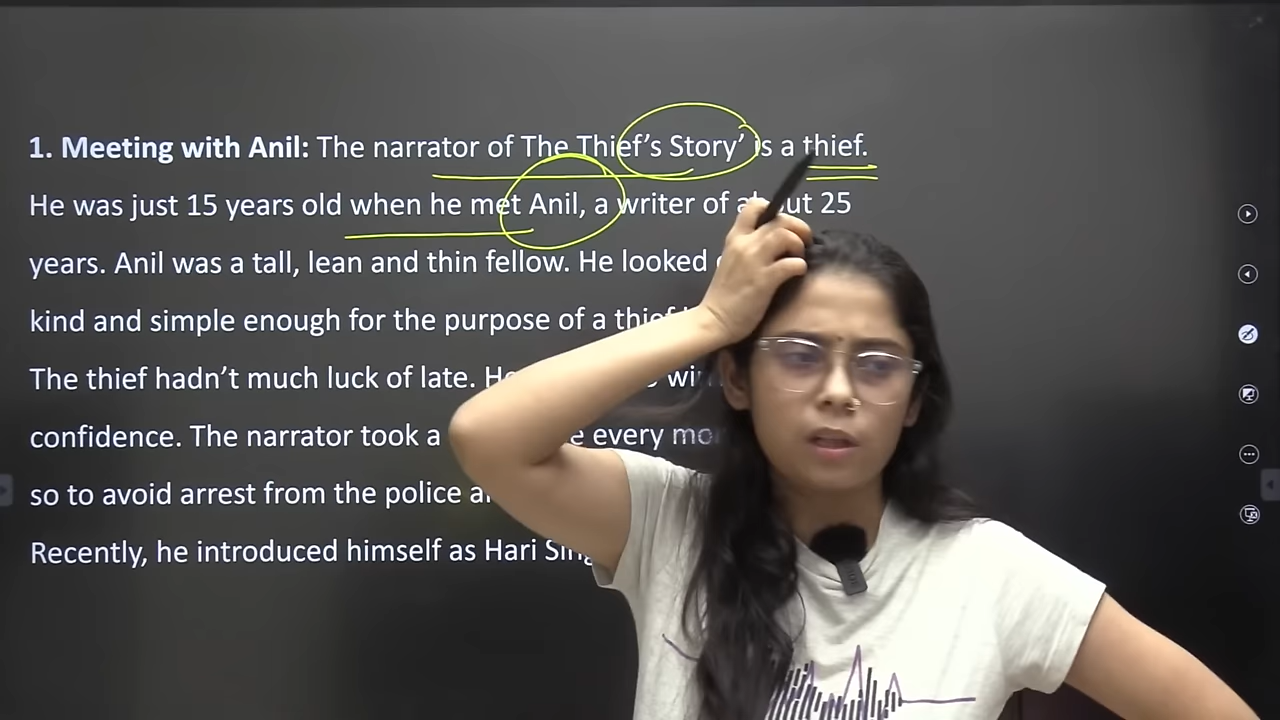 1. Meeting with Anil: The narrator of The Thief's Story' is a thief.
He was just 15 years old when he met Anil, a writer of about 25
years. Anil was a tall, lean and thin fellow. He looked
kind and simple enough for the purpose of a thief
The thief hadn't much luck of late.
confidence. The narrator took a every
so to avoid arrest from the police
Recently, he introduced himself as Hari